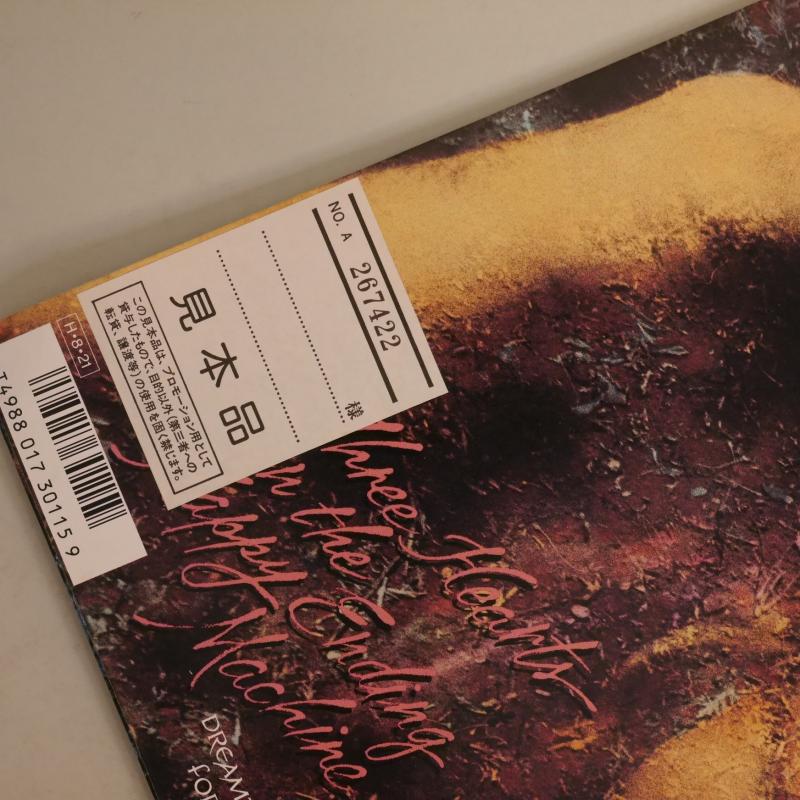 NO. A 267422
様
見本品
この見本品は、プロモーション用として
貸与したもので、目的以外(第三者への
転貸、譲渡等)の使用を固く禁じます。
H·8·21
T4988 017 30115 9
Three Hearts
in the
Happy Ending
Machine
DREAM
for